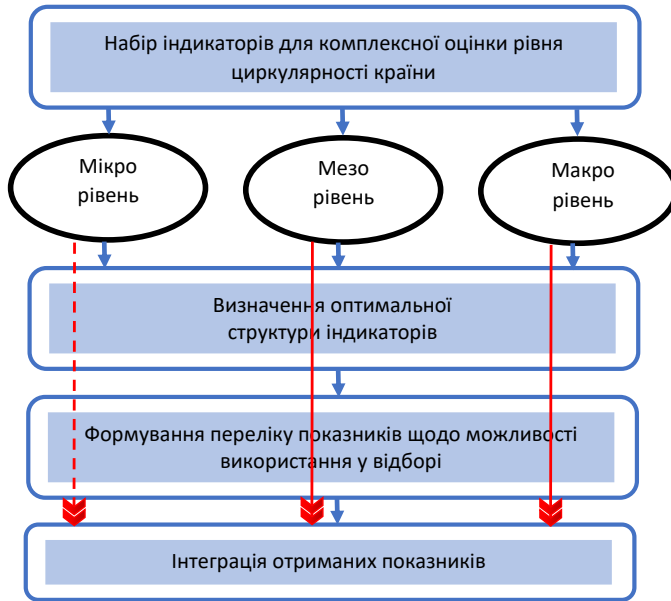 Набір індикаторів для комплексної оцінки рівня
циркулярності країни
Мікро
рівень
Мезо
рівень
Макро
рівень
Визначення оптимальної
структури індикаторів
Формування переліку показників щодо можливості
використання у відборі
Інтеграція отриманих показників